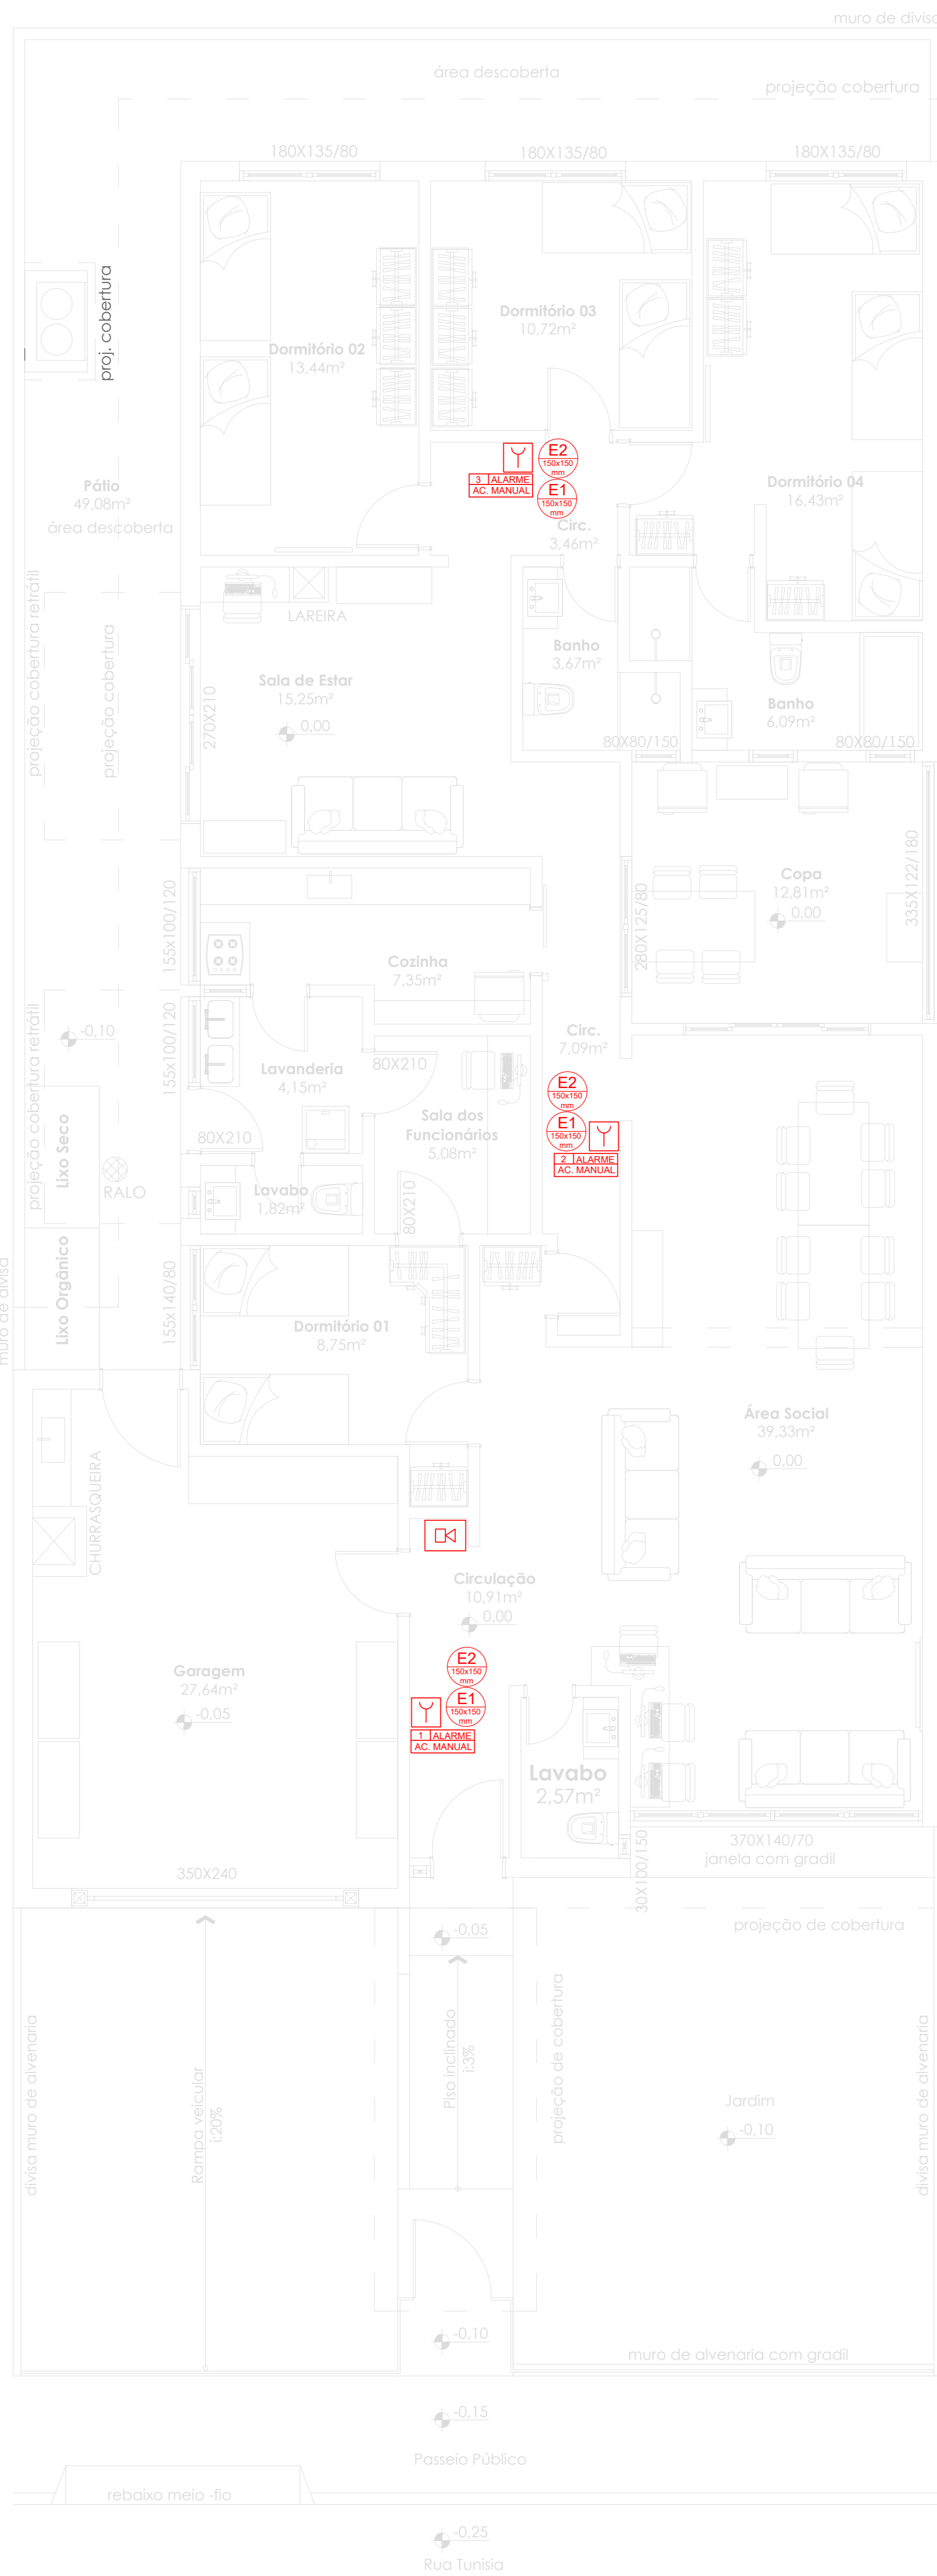 muro de divisa
área descoberta
projeção cobertura
180X135/80
180X135/80
180X135/80
proj. cobertura
Dormitório 03
10,72m²
Dormitório 02
13,44m²
E2
150x150
mm
3 ALARME
AC. MANUAL
E1
150x150
mm
Dormitório 04
16,43m²
Pátio
49,08m²
área descoberta
Circ.
3,46m²
LAREIRA
projeção cobertura retrátil
projeção cobertura
Banho
3,67m²
Sala de Estar
15,25m²
0,00
270X210
Banho
6,09m²
80X80/150
80X80/150
Copa
12,81m²
0,00
335X122/180
280X125/80
155x100/120
Cozinha
7,35m²
projeção cobertura retrátil
-0,10
155x100/120
Circ.
7,09m²
Lavanderia
4,15m²
80X210
E2
150x150
mm
E1
150x150
mm
2 ALARME
AC. MANUAL
Sala dos
Funcionários
5,08m²
80X210
Lixo Seco
RALO
Lavabo
1,82m²
80X210
Lixo Orgânico
muro de divisa
155x140/80
Dormitório 01
8,75m²
Área Social
39,33m²
0,00
CHURRASQUEIRA
Circulação
10,91m²
0,00
E2
150x150
mm
E1
150x150
mm
1 ALARME
AC. MANUAL
Garagem
27,64m²
-0,05
Lavabo
2,57m²
350X240
30X100/150
370X140/70
janela com gradil
-0,05
projeção de cobertura
divisa muro de alvenaria
Rampa veicular
i:20%
Piso inclinado
i:3%
projeção de cobertura
Jardim
-0,10
divisa muro de alvenaria
-0,10
muro de alvenaria com gradil
-0,15
Passeio Público
rebaixo meio -fio
-0,25
Rua Tunisia